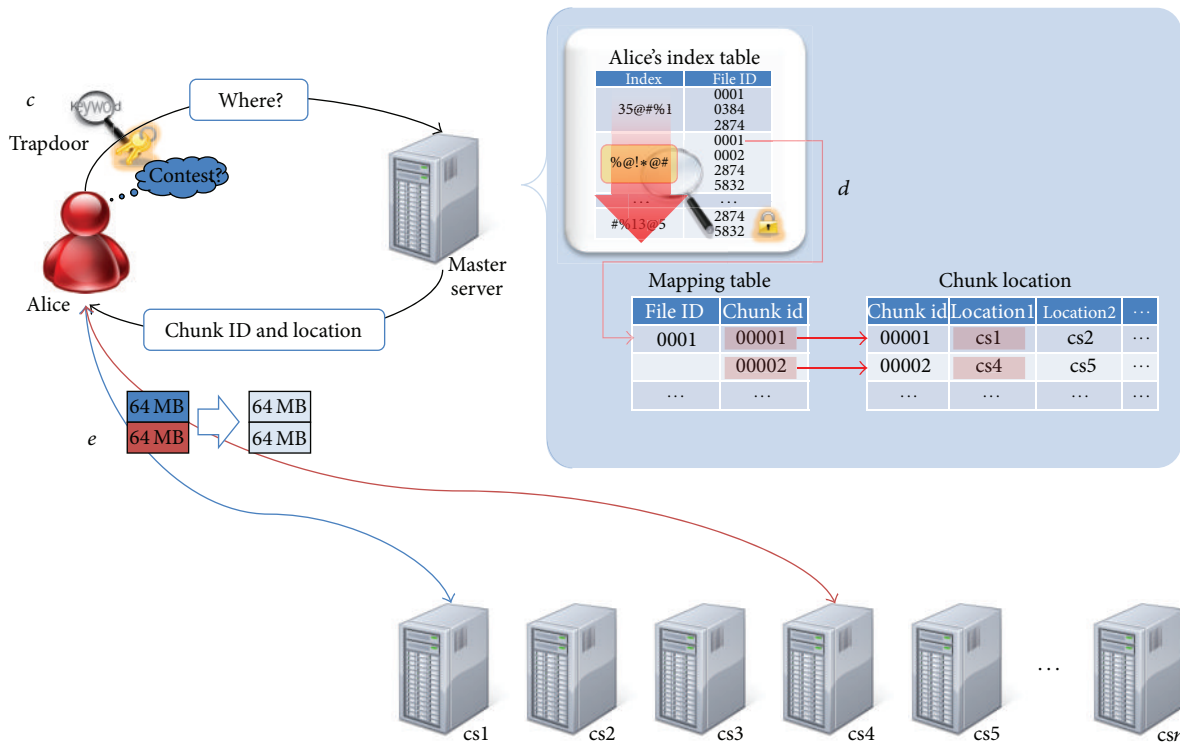 c
Keyword
Trapdoor
Where?
Contest?
Alice
Master
server
Chunk ID and location
Alice's index table
Index File ID
35@#%1
0001
0384
2874
%@!*@#
0001
0002
2874
5832
... ...
#%13@5
2874
5832
d
Mapping table
File ID Chunk id
0001 00001
00002
... ...
Chunk location
Chunk id Location1 Location2 ...
00001 cs1 cs2 ...
00002 cs4 cs5 ...
... ...
e
64 MB 64 MB
64 MB 64 MB
cs1 cs2 cs3 cs4 cs5 ... csn